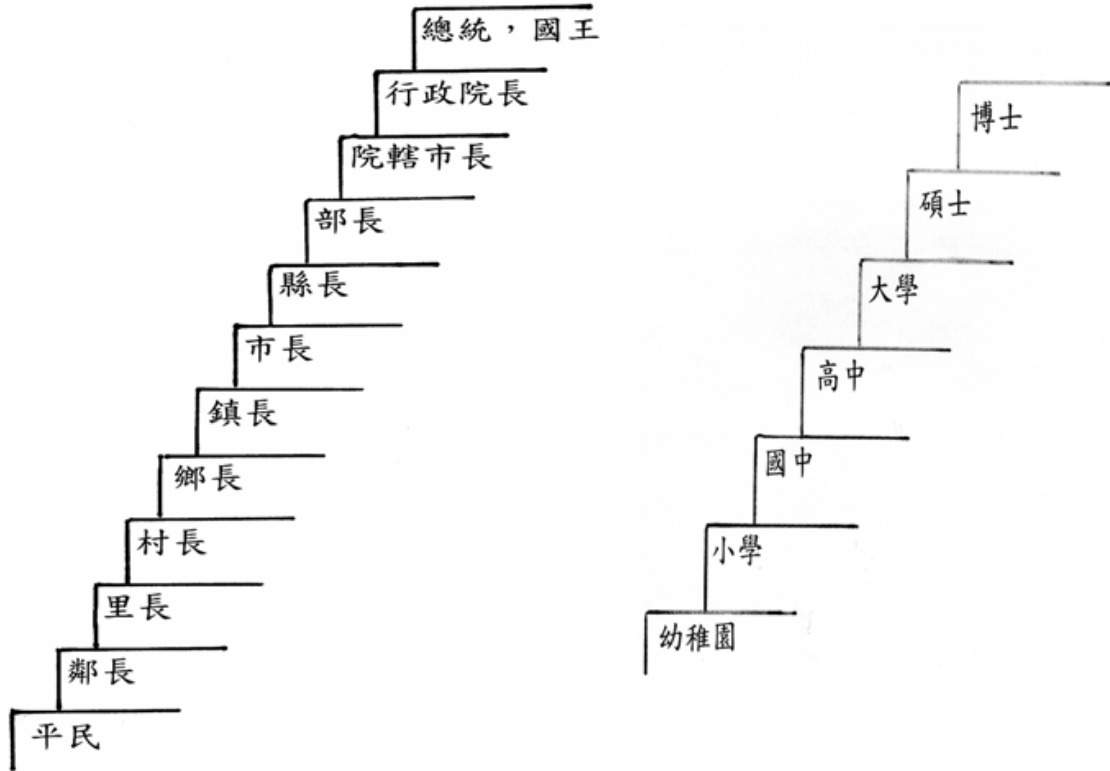 總統，國王
行政院長
院轄市長
部長
縣長
市長
鎮長
鄉長
村長
里長
鄰長
平民
博士
碩士
大學
高中
國中
小學
幼稚園